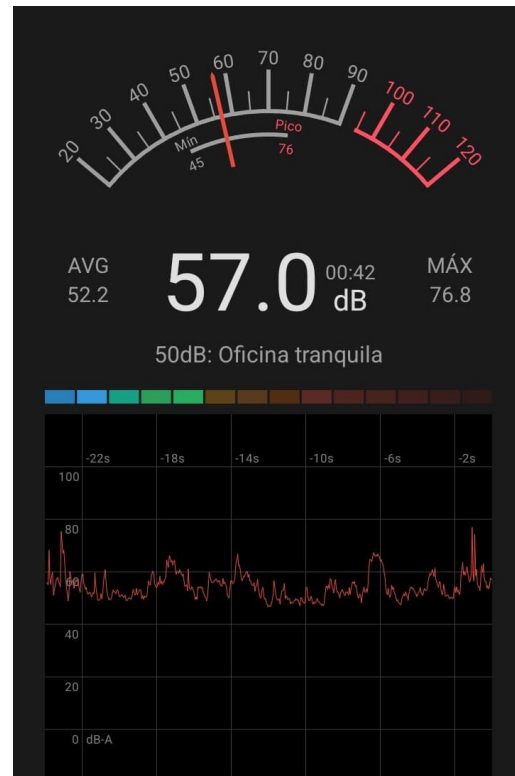 20 30 40 50 60 70 80 90 100 110 120
Mín Pico
45 76
AVG 57.0 00:42 MÁX
52.2 dB 76.8
50dB: Oficina tranquila
-22s -18s -14s -10s -6s -2s
100
80
60
40
20
0 dB-A